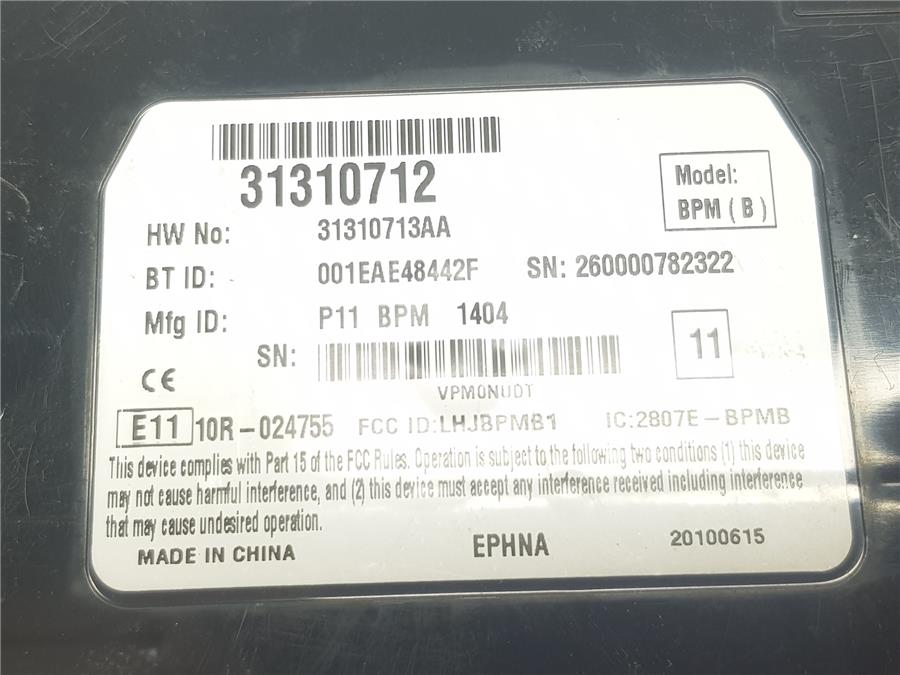 31310712
Model:
BPM ( B )
HW No: 31310713AA
BT ID: 001EAE48442F SN: 260000782322
Mfg ID: P11 BPM 1404
11
SN:
VPM0NU0T
CE
E11 10R-024755 FCC ID:LHJBPMB1 IC:2807E-BPMB
This device complies with Part 15 of the FCC Rules. Operation is subject to the following two conditions (1) this device
may not cause harmful interference, and (2) this device must accept any interference received including interference
that may cause undesired operation.
MADE IN CHINA EPHNA 20100615